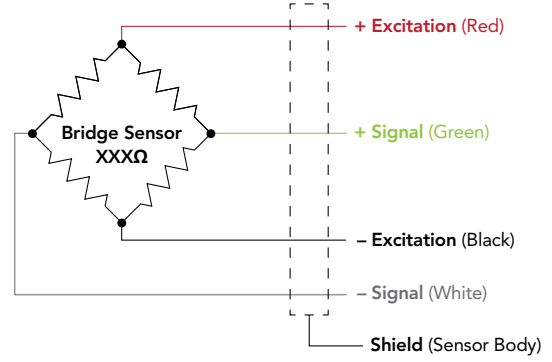 + Excitation (Red)
Bridge Sensor
XXXΩ
+ Signal (Green)
– Excitation (Black)
– Signal (White)
Shield (Sensor Body)